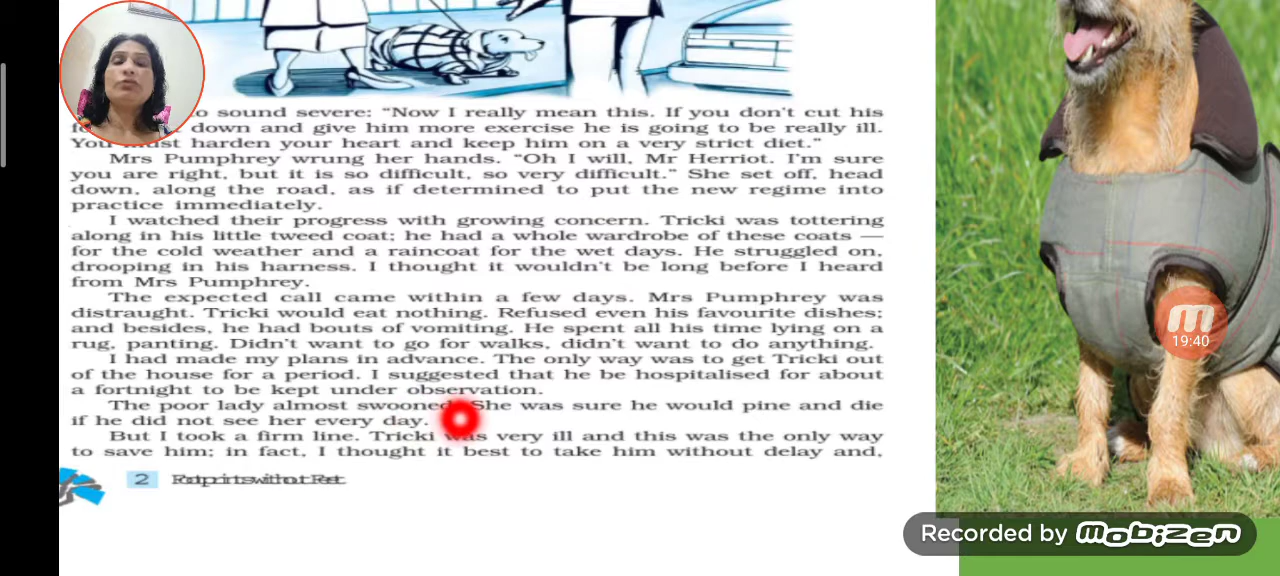 o sound severe: “Now I really mean this. If you don’t cut his
down and give him more exercise he is going to be really ill.
You must harden your heart and keep him on a very strict diet.”
Mrs Pumphrey wrung her hands. “Oh I will, Mr Herriot. I’m sure
you are right, but it is so difficult, so very difficult.” She set off, head
down, along the road, as if determined to put the new regime into
practice immediately.
I watched their progress with growing concern. Tricki was tottering
along in his little tweed coat; he had a whole wardrobe of these coats —
for the cold weather and a raincoat for the wet days. He struggled on,
drooping in his harness. I thought it wouldn’t be long before I heard
from Mrs Pumphrey.
The expected call came within a few days. Mrs Pumphrey was
distraught. Tricki would eat nothing. Refused even his favourite dishes;
and besides, he had bouts of vomiting. He spent all his time lying on a
rug, panting. Didn’t want to go for walks, didn’t want to do anything.
I had made my plans in advance. The only way was to get Tricki out
of the house for a period. I suggested that he be hospitalised for about
a fortnight to be kept under observation.
The poor lady almost swooned. She was sure he would pine and die
if he did not see her every day.
But I took a firm line. Tricki was very ill and this was the only way
to save him; in fact, I thought it best to take him without delay and,
2 Footprints without Feet
19:40
Recorded by mobizen